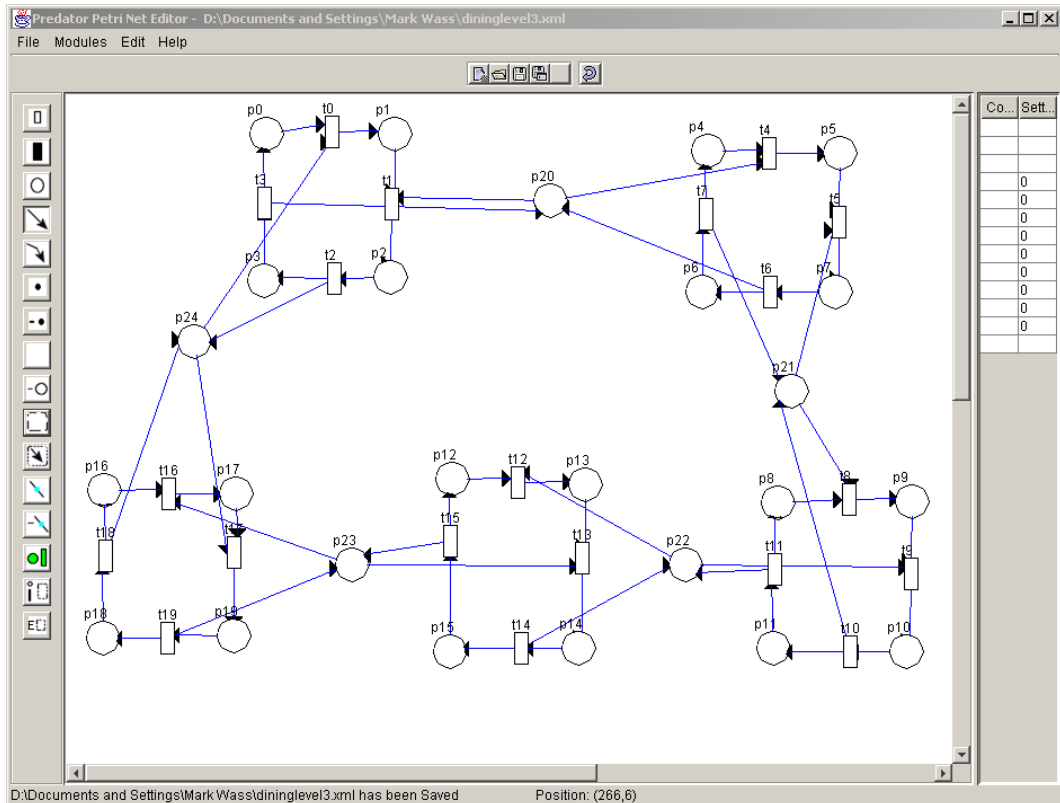 Predator Petri Net Editor - D:\Documents and Settings\Mark Wass\dininglevel3.xml
File Modules Edit Help
Co... Sett...
p0 t0 p1
p4 t4 p5
t3 t1 p20
t7 t5
p3 t2 p2
p6 t6 p7
p24
p21
p16 t16 p17
p12 t12 p13
p8 t8 p9
t18 t17
t15 t13
t11 t9
p23 p22
p18 t19 p19
p15 t14 p14
p11 t10 p10
0
0
0
0
0
0
0
0
0
E
D:\Documents and Settings\Mark Wass\dininglevel3.xml has been Saved Position: (266,6)